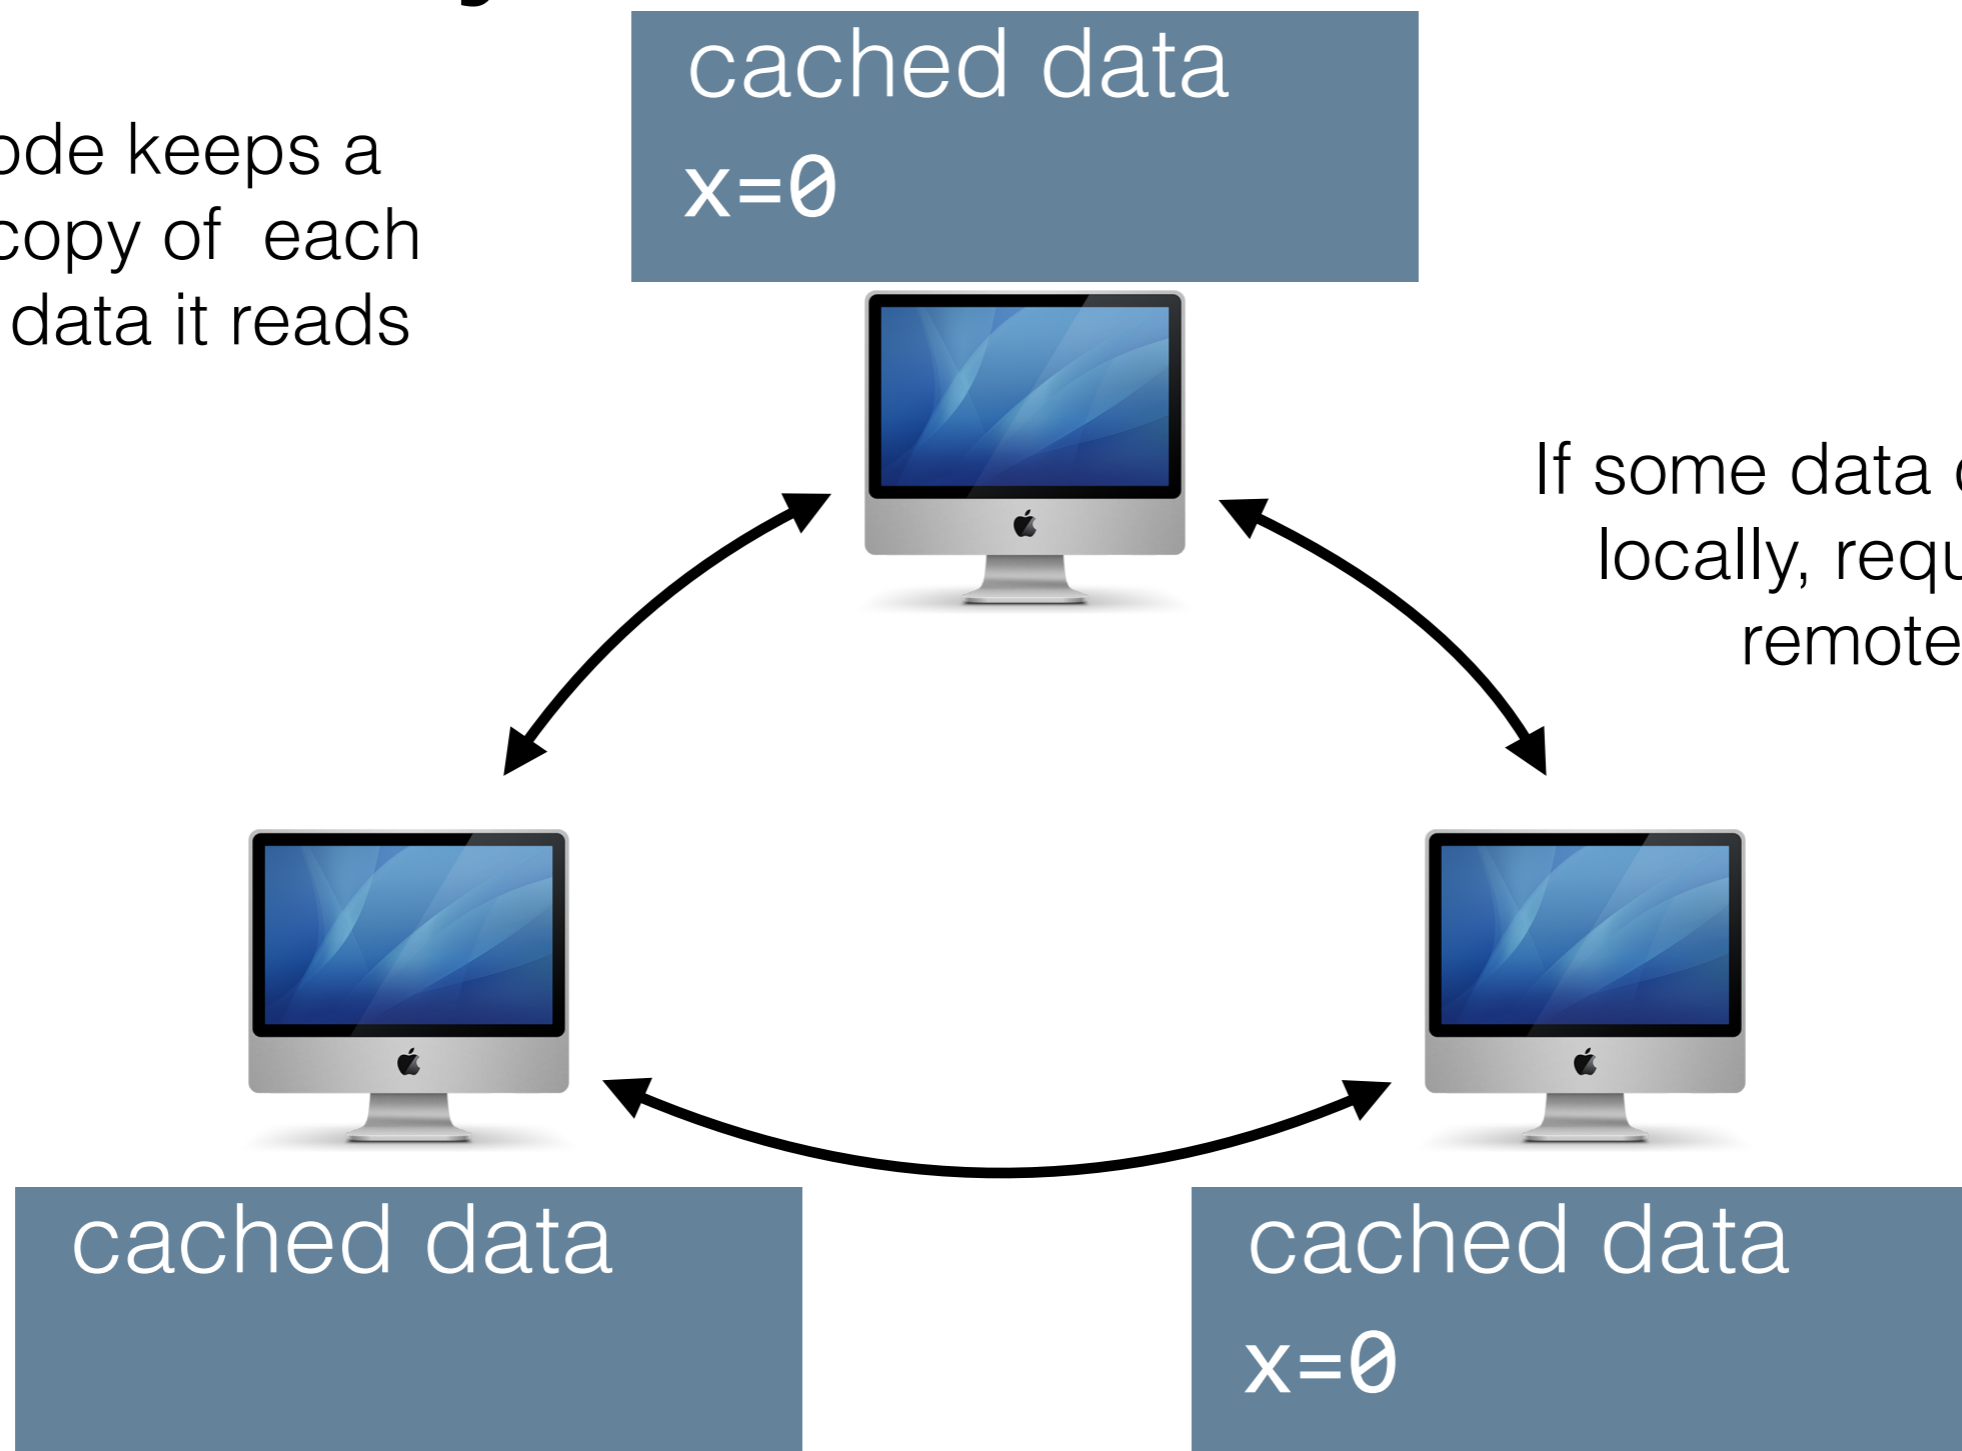 cached data
x=0
ode keeps a
copy of each
data it reads
If some data
locally, requ
remote
cached data
cached data
x=0